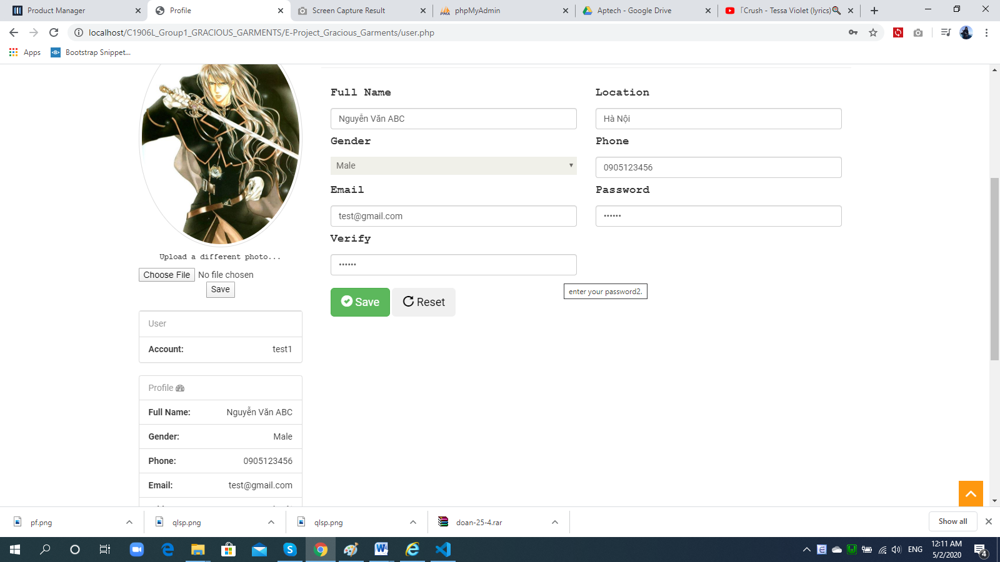 Product Manager
Profile
Screen Capture Result
phpMyAdmin
Aptech - Google Drive
「Crush - Tessa Violet (lyrics)
localhost/C1906L_Group1_GRACIOUS_GARMENTS/E-Project_Gracious_Garments/user.php
Apps
Bootstrap Snippet...
Full Name
Location
Nguyễn Văn ABC
Hà Nội
Gender
Phone
Male
0905123456
Email
Password
test@gmail.com
••••••
Verify
••••••
enter your password2.
Save
Reset
Upload a different photo...
Choose File No file chosen
Save
User
Account: test1
Profile
Full Name: Nguyễn Văn ABC
Gender: Male
Phone: 0905123456
Email: test@gmail.com
pf.png
qlsp.png
qlsp.png
doan-25-4.rar
Show all
ENG
12:11 AM
5/2/2020
4